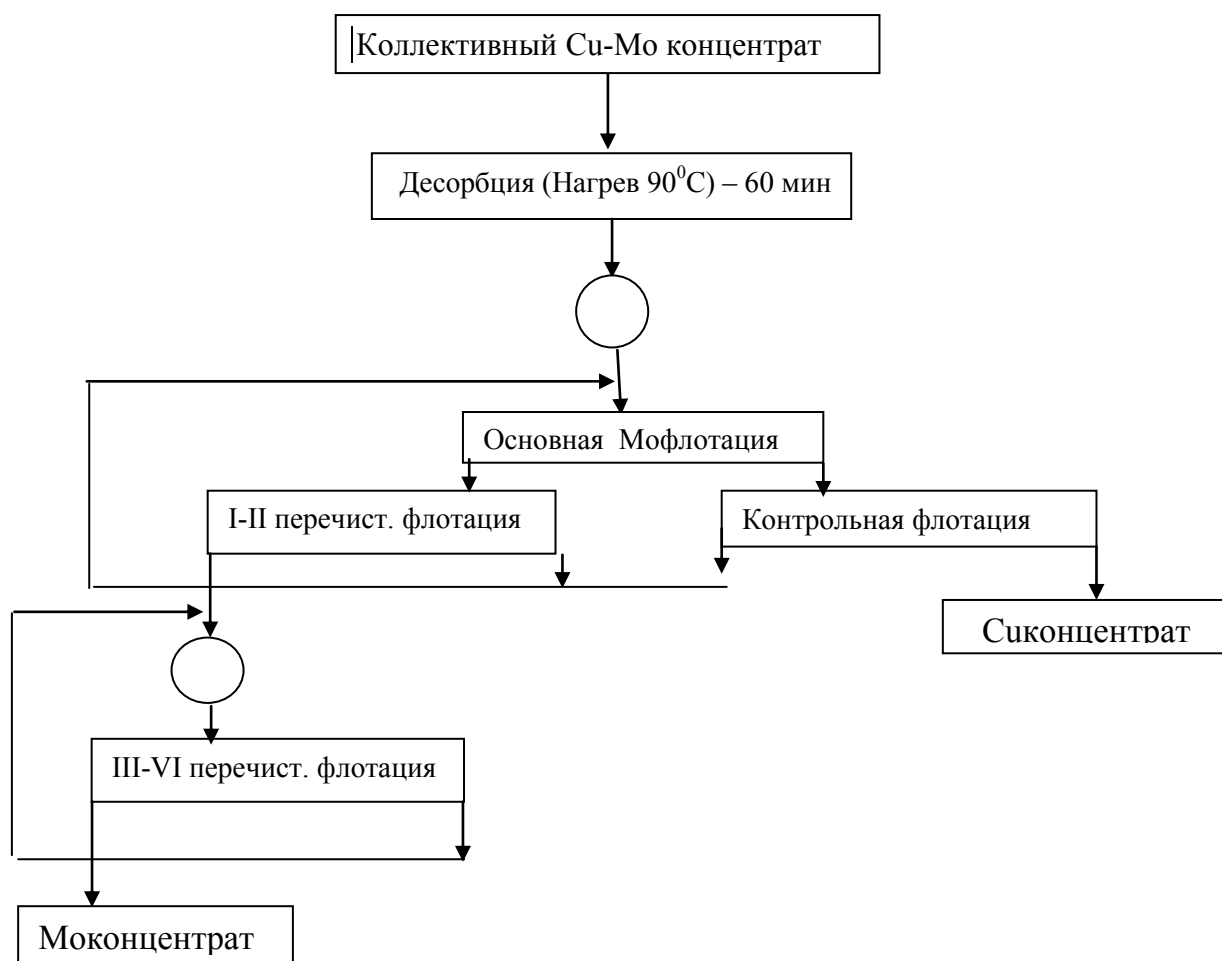 Коллективный Cu-Mo концентрат
Десорбция (Нагрев 90⁰С) – 60 мин
Основная Мофлотация
I-II перечист. флотация
Контрольная флотация
Cuконцентрат
III-VI перечист. флотация
Моконцентрат